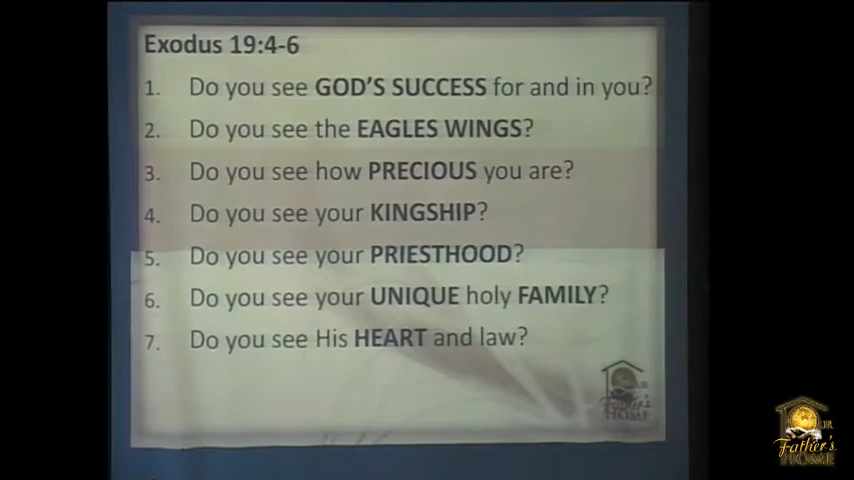 Exodus 19:4-6
1. Do you see GOD'S SUCCESS for and in you?
2. Do you see the EAGLES WINGS?
3. Do you see how PRECIOUS you are?
4. Do you see your KINGSHIP?
5. Do you see your PRIESTHOOD?
6. Do you see your UNIQUE holy FAMILY?
7. Do you see His HEART and law?
OUR
Father's
HOME
OUR
Father's
HOME